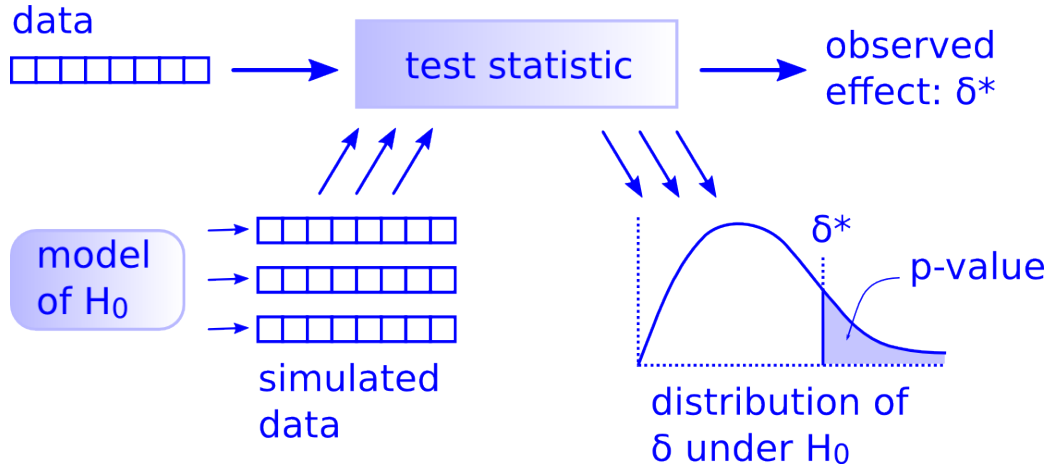 data
test statistic
observed
effect: δ*
model
of H₀
simulated
data
δ*
p-value
distribution of
δ under H₀